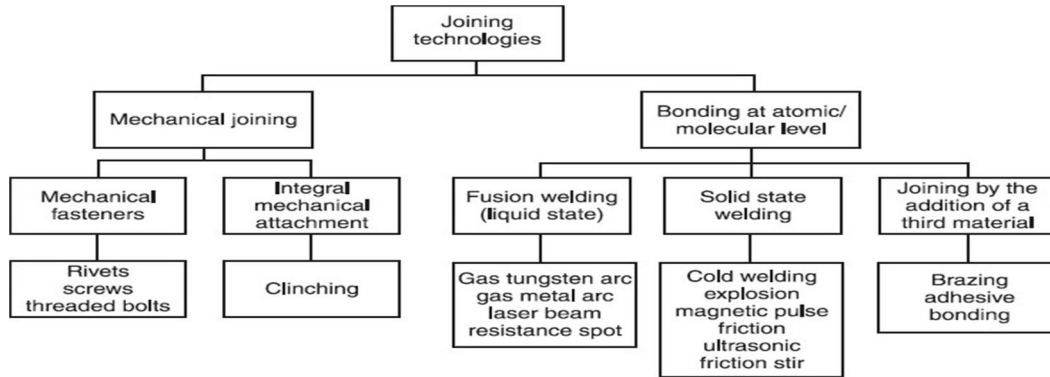 Joining
technologies
Mechanical joining
Bonding at atomic/
molecular level
Mechanical
fasteners
Integral
mechanical
attachment
Fusion welding
(liquid state)
Solid state
welding
Joining by the
addition of a
third material
Rivets
screws
threaded bolts
Clinching
Gas tungsten arc
gas metal arc
laser beam
resistance spot
Cold welding
explosion
magnetic pulse
friction
ultrasonic
friction stir
Brazing
adhesive
bonding